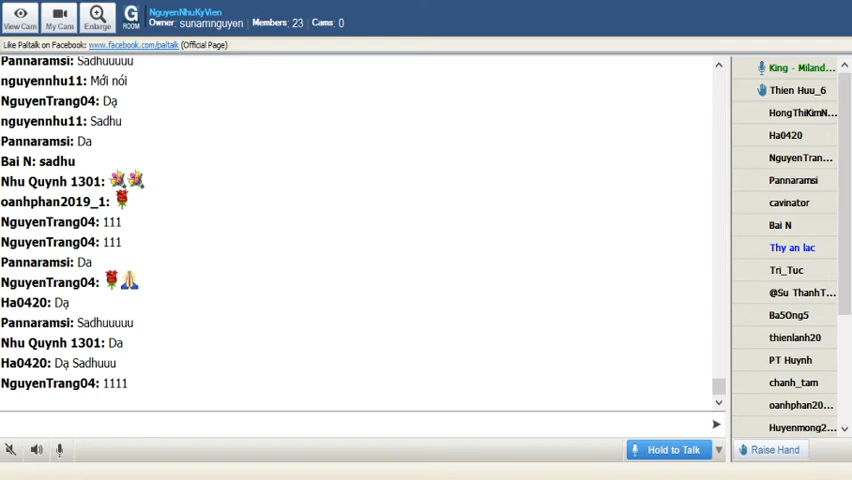 View Cam
My Cam
Enlarge
G
ROOM
NguyenNhuKyVien
Owner: sunamnguyen Members: 23 Cams: 0
Like Paltalk on Facebook: www.facebook.com/paltalk (Official Page)
Pannaramsi: Sadhuuuuu
nguyennhu11: Mới nói
NguyenTrang04: Dạ
nguyennhu11: Sadhu
Pannaramsi: Da
Bai N: sadhu
Nhu Quynh 1301:
oanhphan2019_1:
NguyenTrang04: 111
NguyenTrang04: 111
Pannaramsi: Da
NguyenTrang04:
Ha0420: Dạ
Pannaramsi: Sadhuuuuu
Nhu Quynh 1301: Da
Ha0420: Dạ Sadhuuu
NguyenTrang04: 1111
Hold to Talk
King - Miland...
Thien Huu_6
HongThiKimN...
Ha0420
NguyenTran...
Pannaramsi
cavinator
Bai N
Thy an lac
Tri_Tuc
@Su ThanhT...
Ba5Ong5
thienlanh20
PT Huynh
chanh_tam
oanhphan20...
Huyenmong2...
Raise Hand